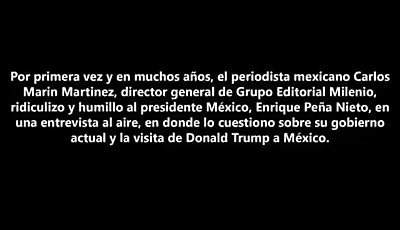 Por primera vez y en muchos años, el periodista mexicano Carlos
Marin Martinez, director general de Grupo Editorial Milenio,
ridiculizo y humillo al presidente México, Enrique Peña Nieto, en
una entrevista al aire, en donde lo cuestiono sobre su gobierno
actual y la visita de Donald Trump a México.